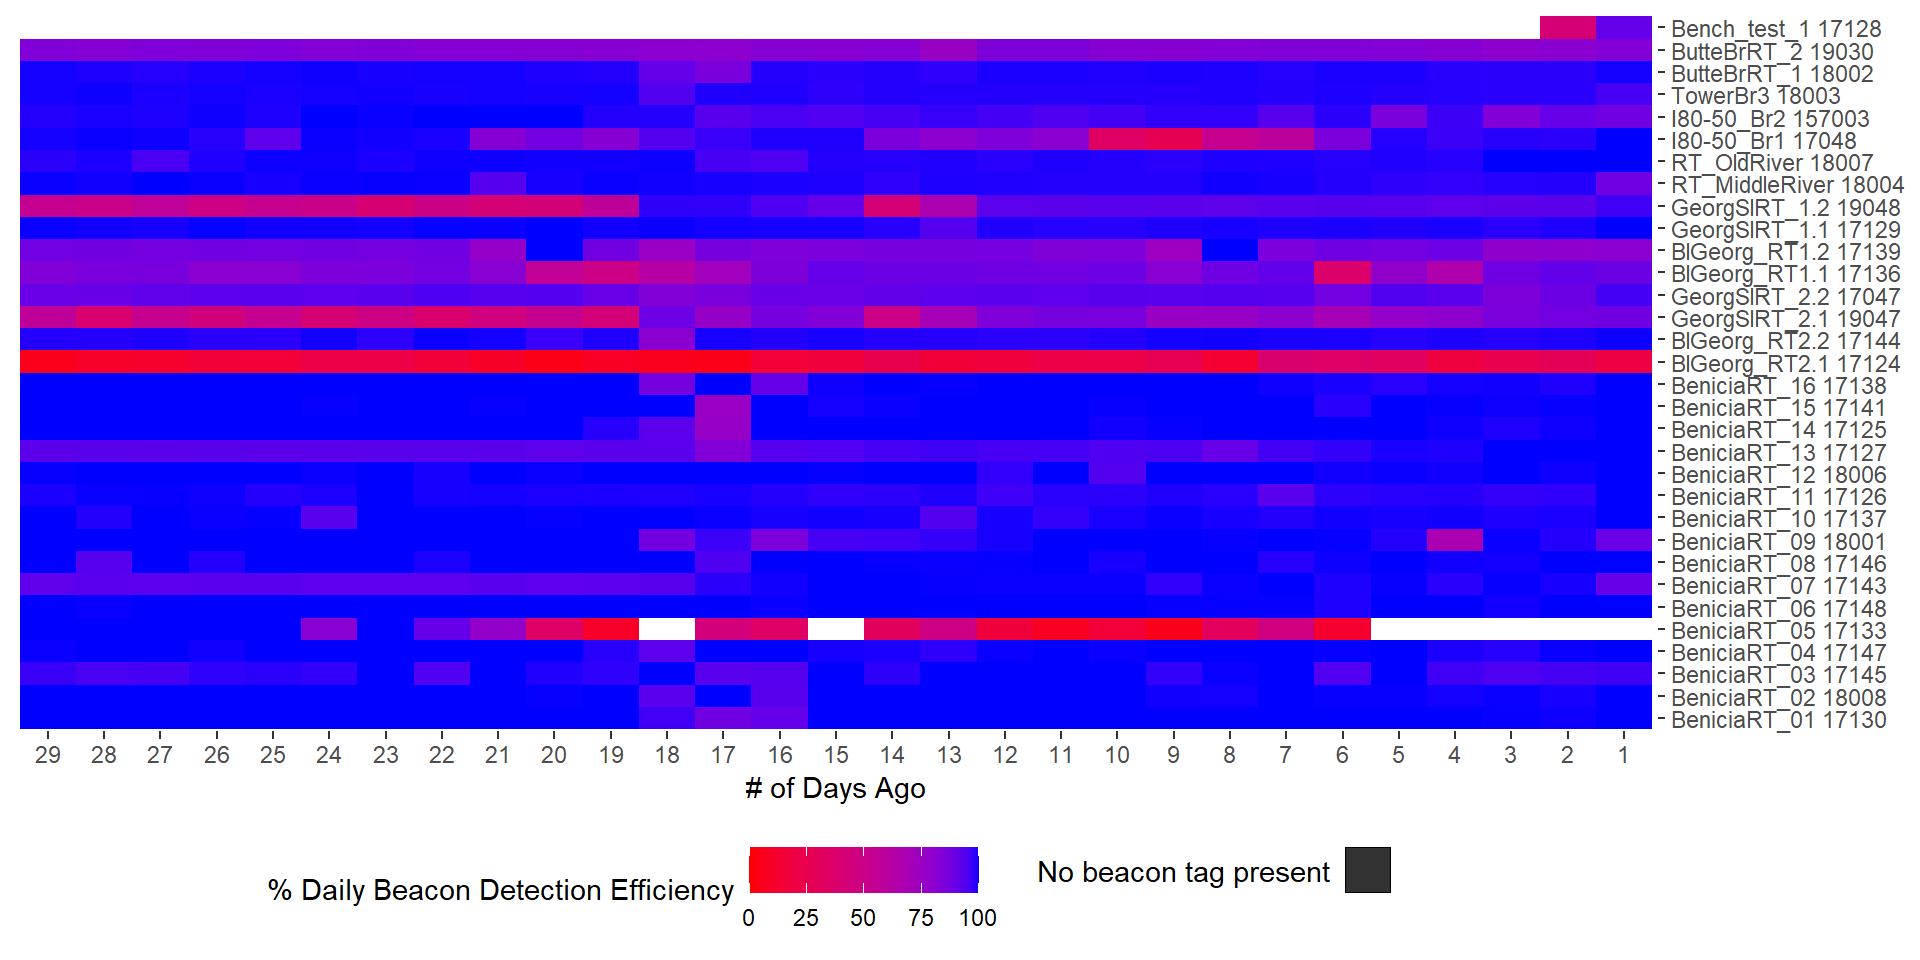 Bench_test_1 17128
ButteBrRT_2 19030
ButteBrRT_1 18002
TowerBr3 18003
I80-50_Br2 157003
I80-50_Br1 17048
RT_OldRiver 18007
RT_MiddleRiver 18004
GeorgSlRT_1.2 19048
GeorgSlRT_1.1 17129
BlGeorg_RT1.2 17139
BlGeorg_RT1.1 17136
GeorgSlRT_2.2 17047
GeorgSlRT_2.1 19047
BlGeorg_RT2.2 17144
BlGeorg_RT2.1 17124
BeniciaRT_16 17138
BeniciaRT_15 17141
BeniciaRT_14 17125
BeniciaRT_13 17127
BeniciaRT_12 18006
BeniciaRT_11 17126
BeniciaRT_10 17137
BeniciaRT_09 18001
BeniciaRT_08 17146
BeniciaRT_07 17143
BeniciaRT_06 17148
BeniciaRT_05 17133
BeniciaRT_04 17147
BeniciaRT_03 17145
BeniciaRT_02 18008
BeniciaRT_01 17130
29 28 27 26 25 24 23 22 21 20 19 18 17 16 15 14 13 12 11 10 9 8 7 6 5 4 3 2 1
# of Days Ago
% Daily Beacon Detection Efficiency
0 25 50 75 100
No beacon tag present